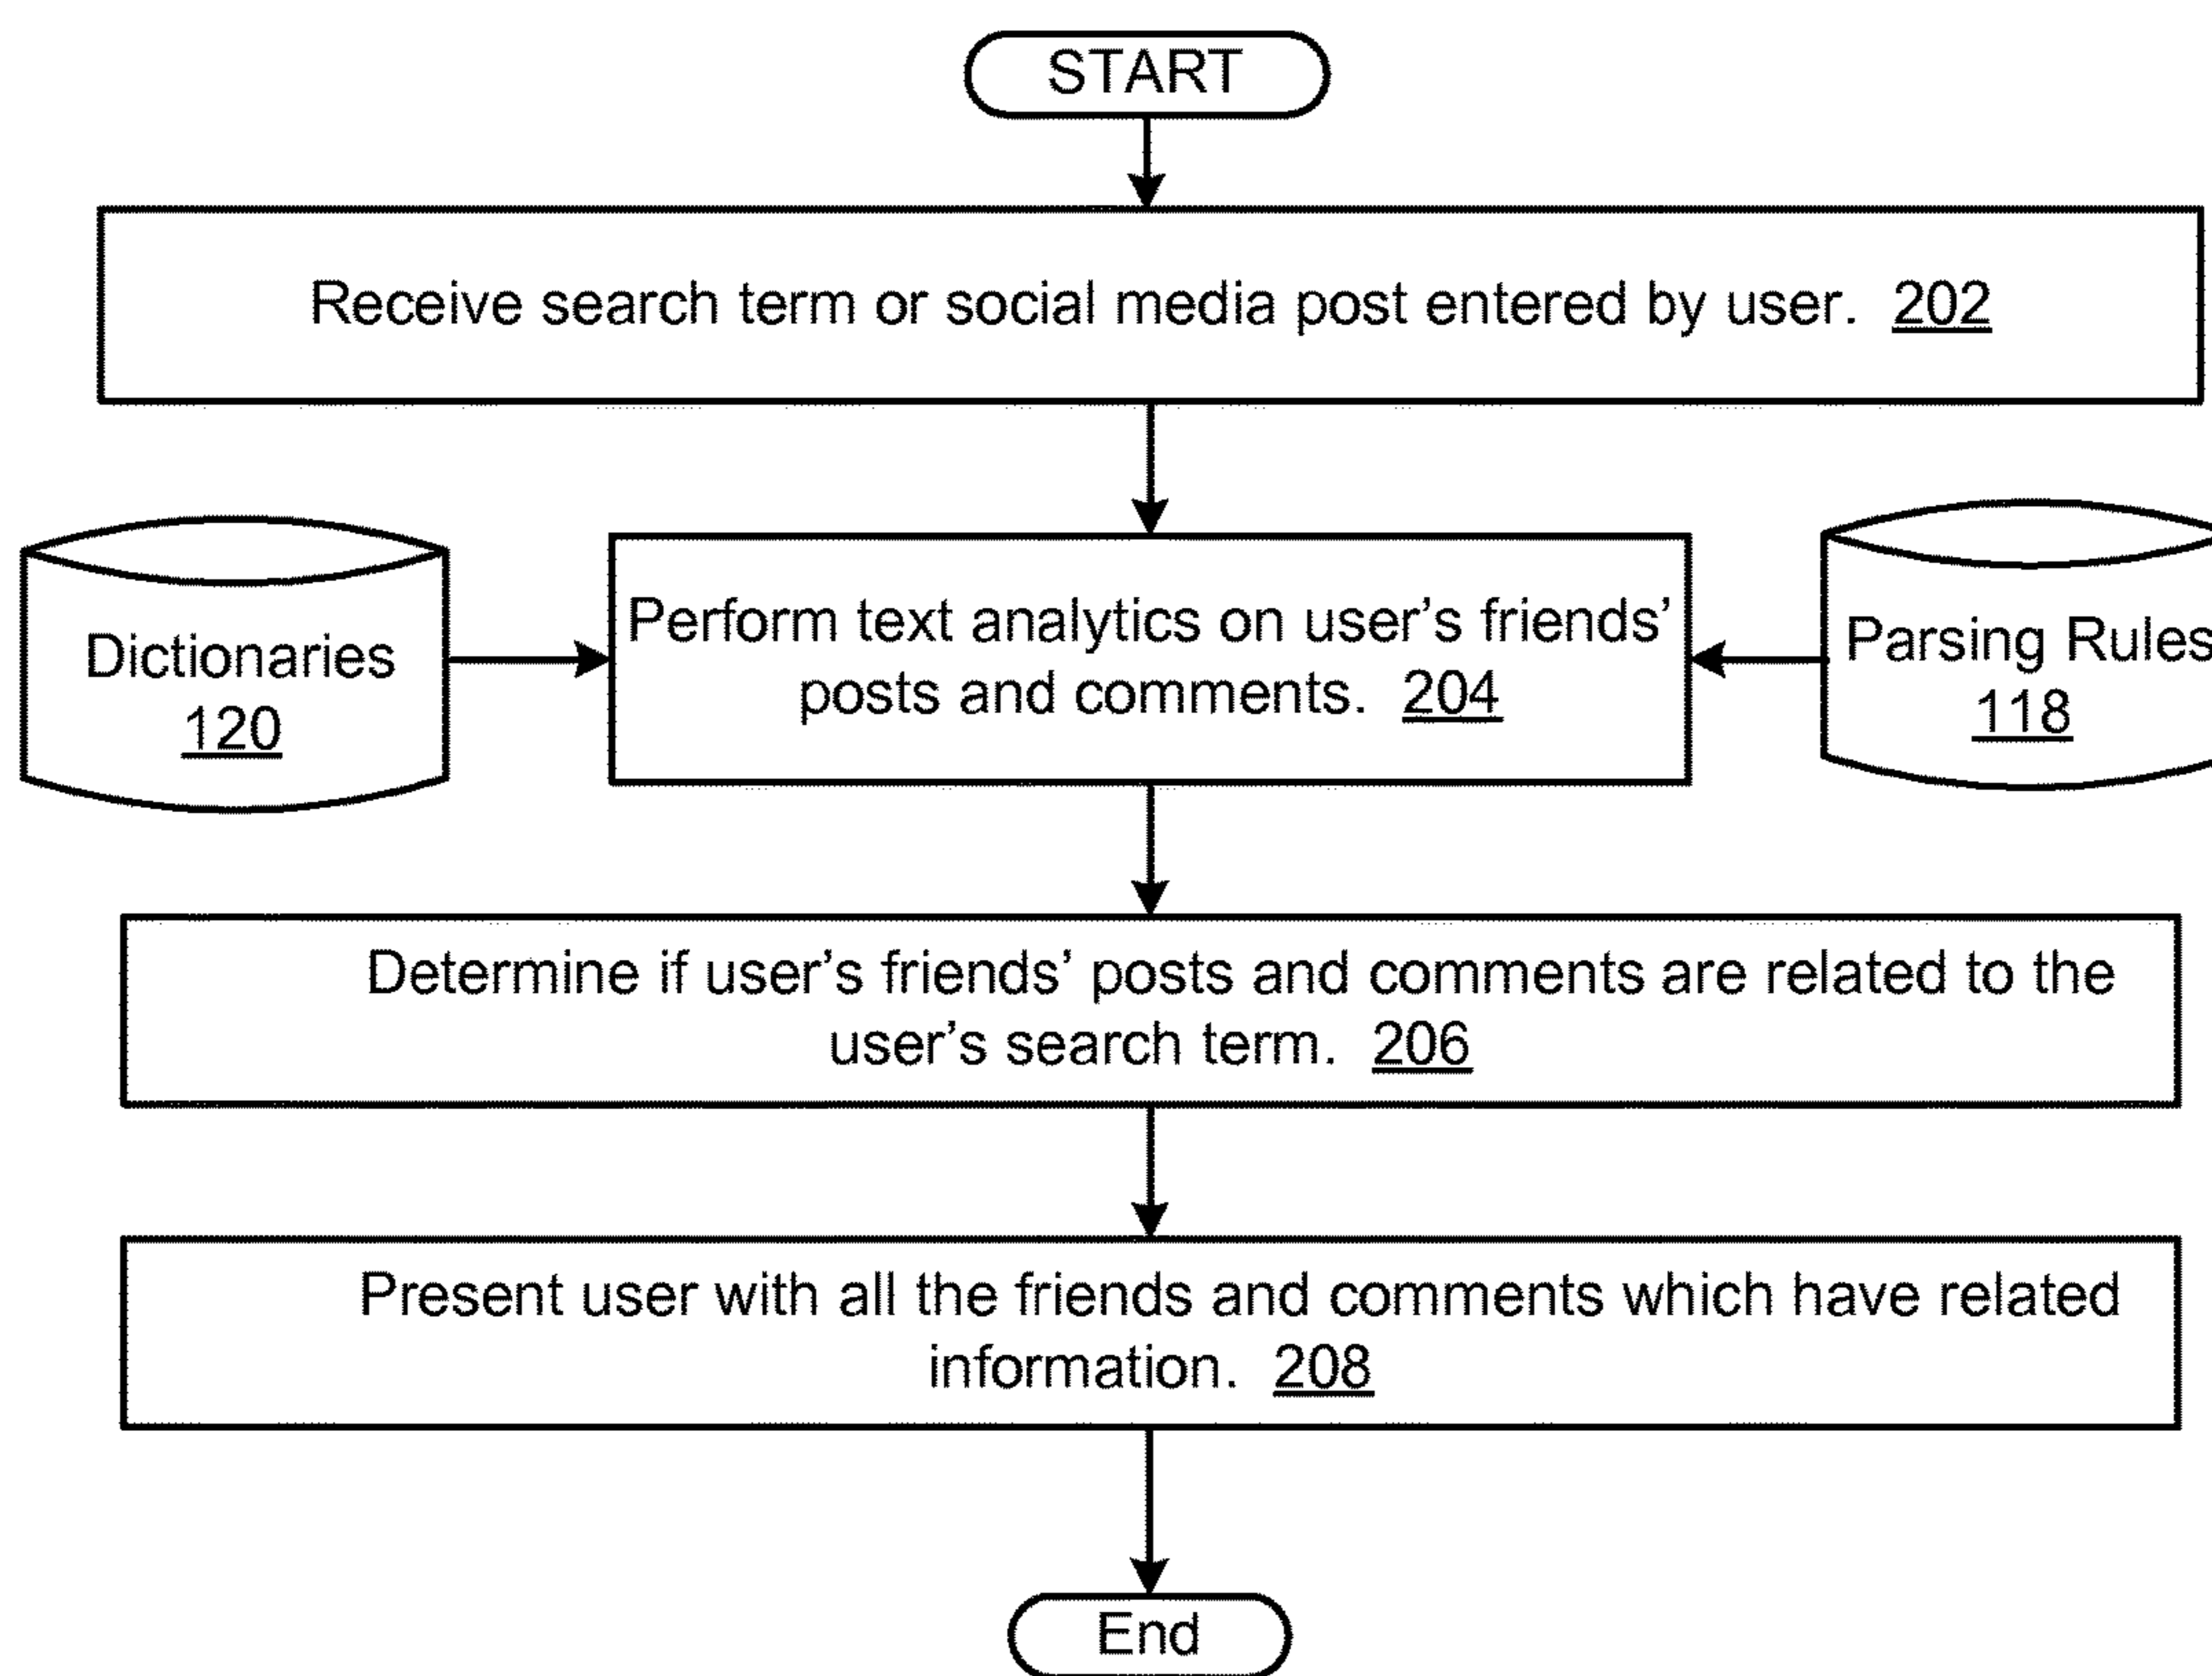 START
Receive search term or social media post entered by user. 202
Dictionaries
120
Perform text analytics on user's friends'
posts and comments. 204
Parsing Rules
118
Determine if user's friends' posts and comments are related to the
user's search term. 206
Present user with all the friends and comments which have related
information. 208
End